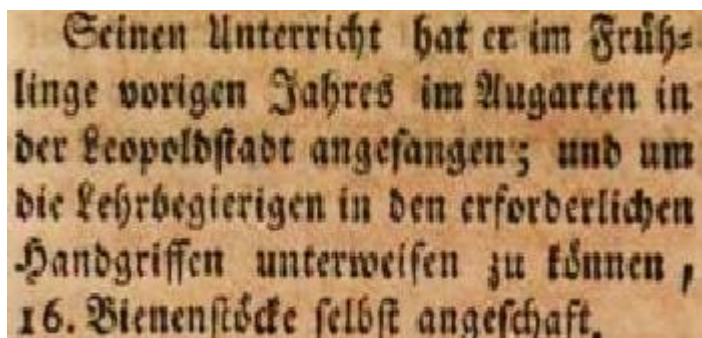 Seinen Unterricht hat er im Früh-
linge vorigen Jahres im Augarten in
der Leopoldstadt angefangen; und um
die Lehrbegierigen in den erforderlichen
Handgriffen unterweisen zu können,
16. Bienenstöcke selbst angeschaft.